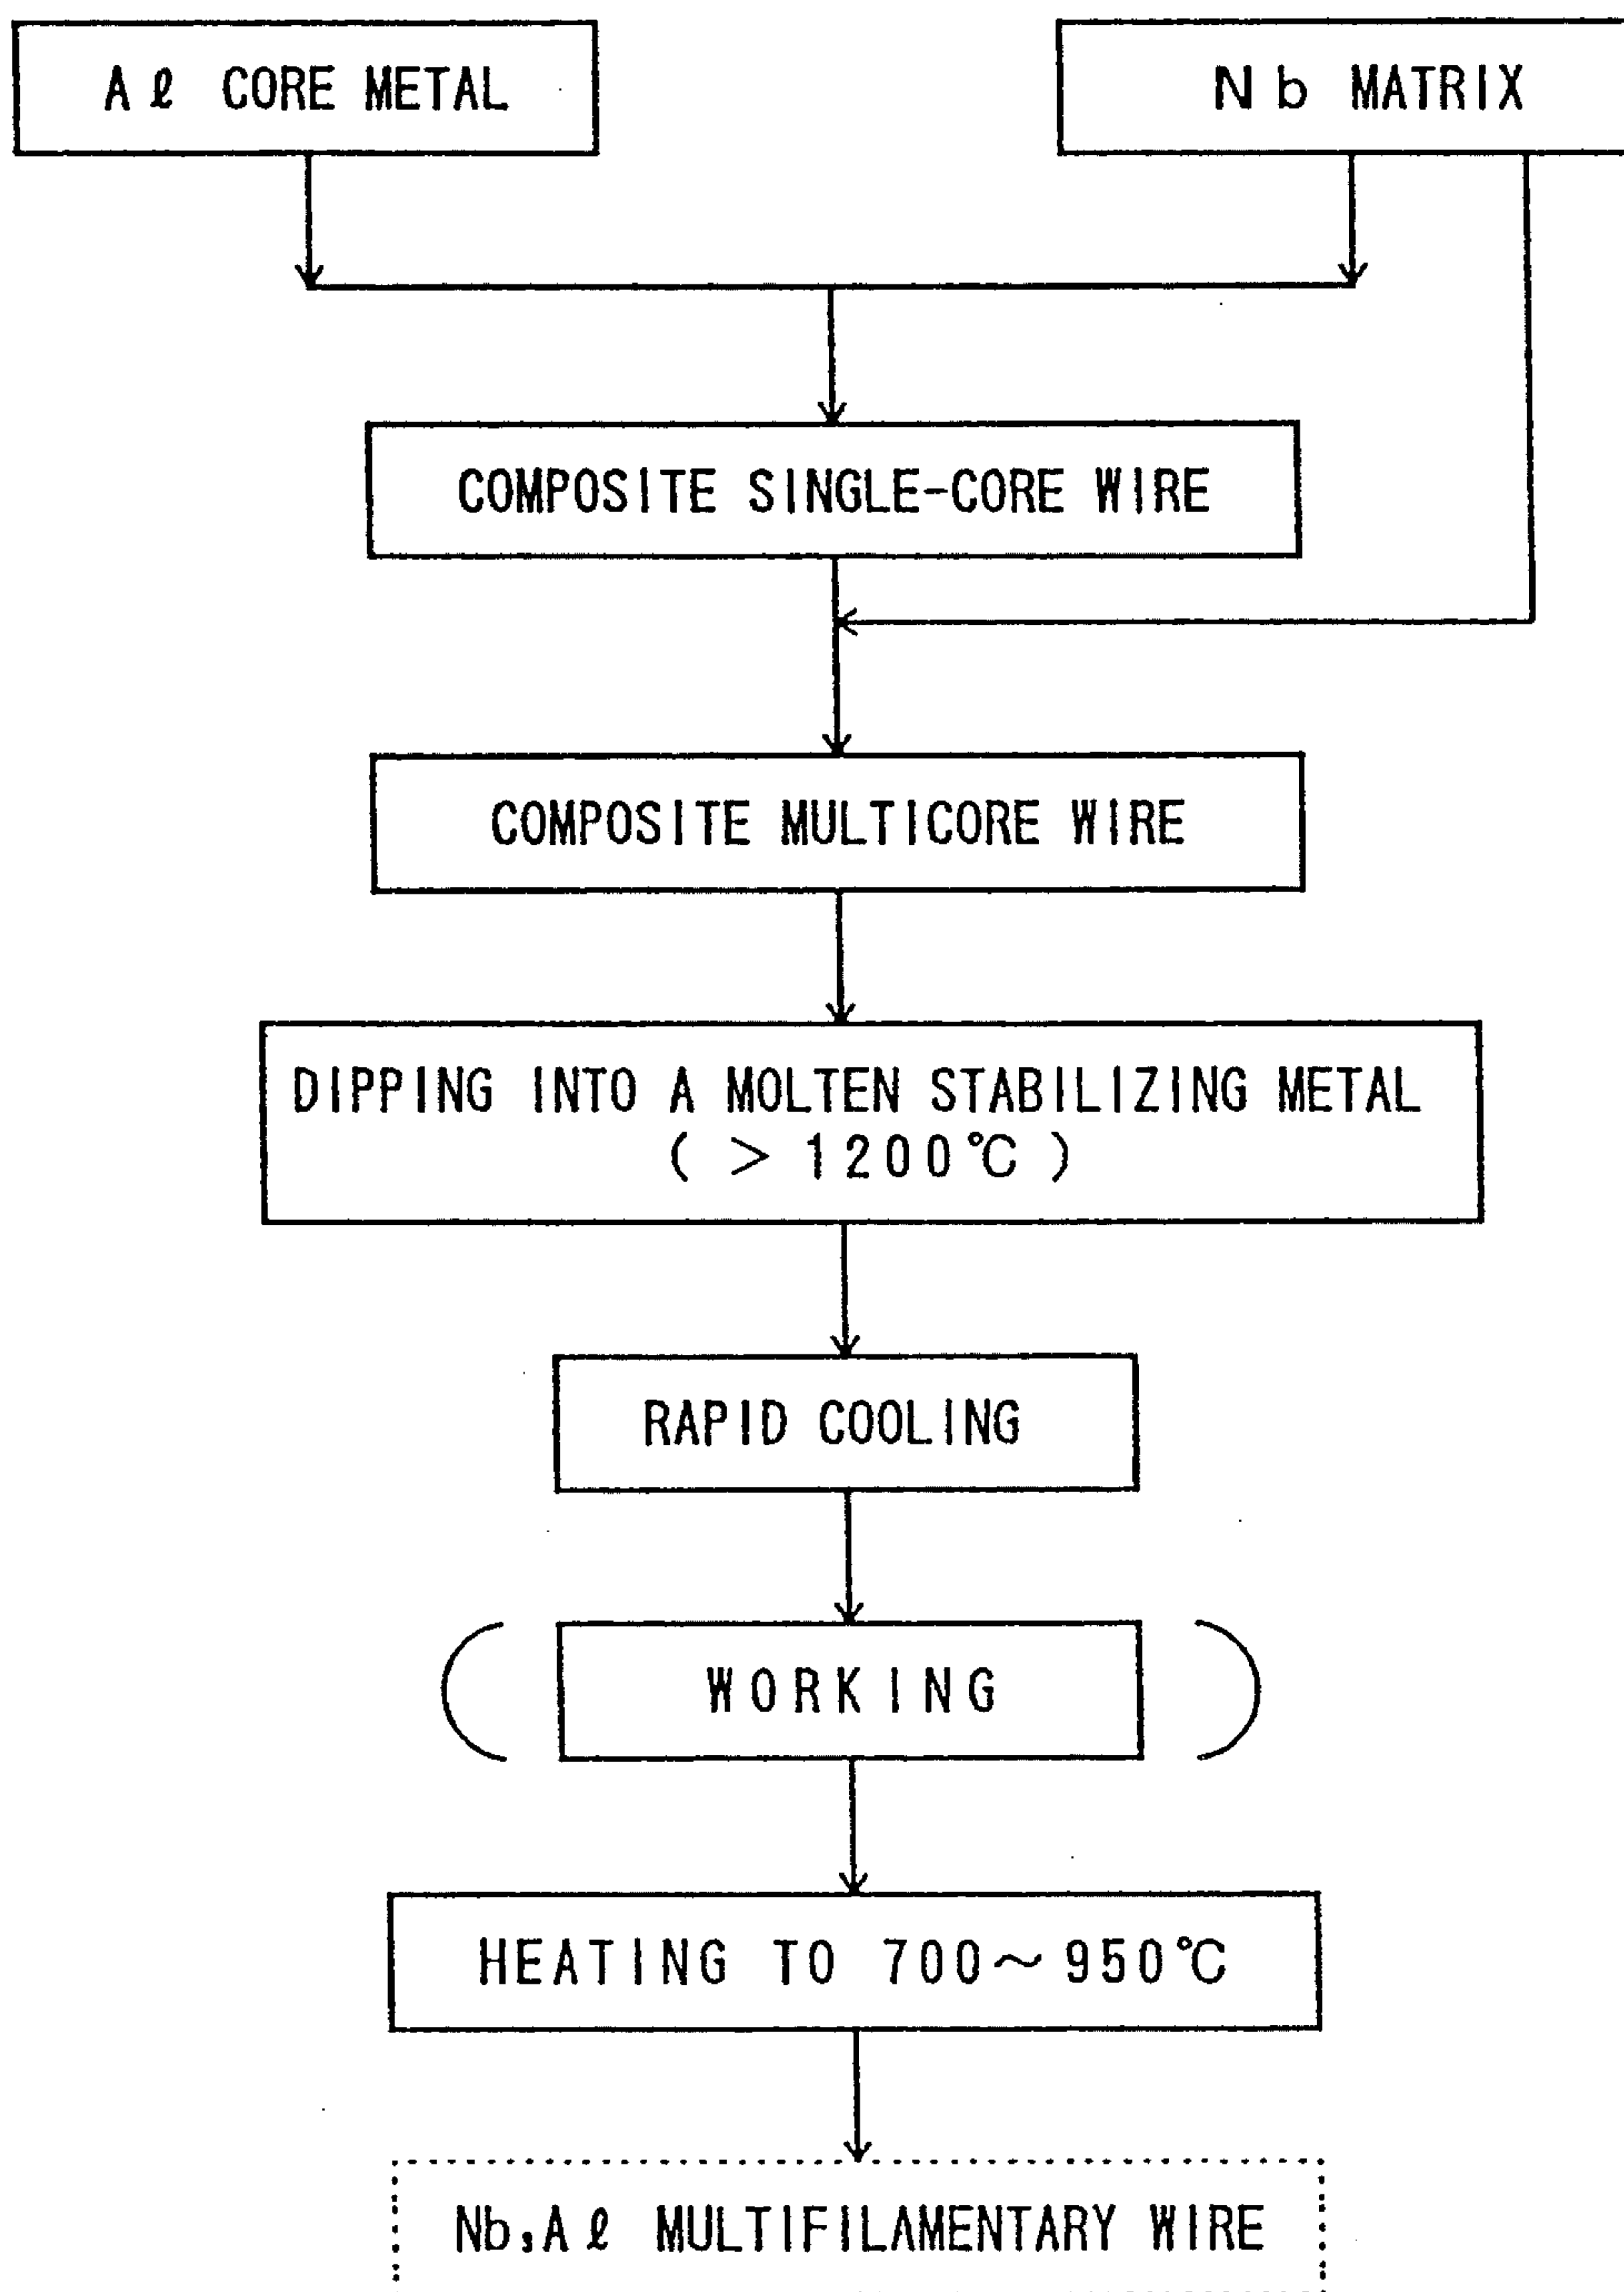 Aℓ CORE METAL
Nb MATRIX
COMPOSITE SINGLE-CORE WIRE
COMPOSITE MULTICORE WIRE
DIPPING INTO A MOLTEN STABILIZING METAL
( > 1200℃ )
RAPID COOLING
WORKING
HEATING TO 700～950℃
Nb₃Aℓ MULTIFILAMENTARY WIRE